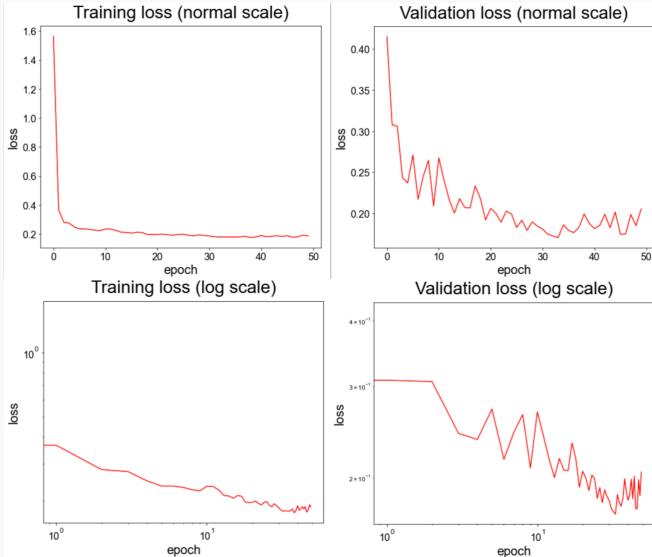 Training loss (normal scale)
1.6
1.4
1.2
1.0
0.8
0.6
0.4
0.2
loss
0 10 20 30 40 50
epoch
Validation loss (normal scale)
0.40
0.35
0.30
0.25
0.20
loss
0 10 20 30 40 50
epoch
Training loss (log scale)
10⁰
loss
10⁰ 10¹
epoch
Validation loss (log scale)
4 × 10⁻¹
3 × 10⁻¹
2 × 10⁻¹
loss
10⁰ 10¹
epoch